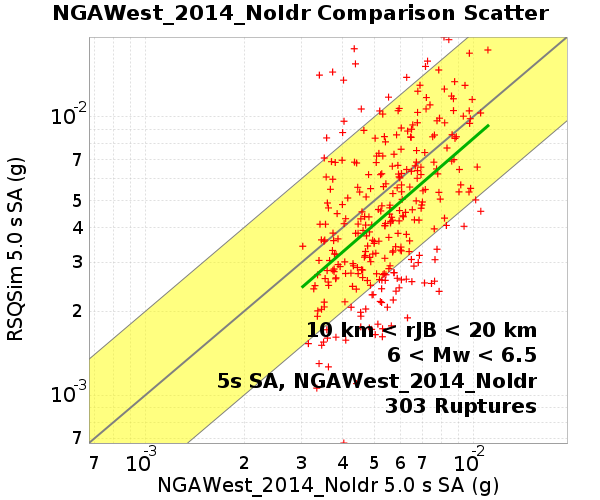 NGAWest_2014_NoIdr Comparison Scatter
RSQSim 5.0 s SA (g)
10-2
7
5
4
3
2
10-3
7
10 km < rJB < 20 km
6 < Mw < 6.5
5s SA, NGAWest_2014_NoIdr
303 Ruptures
7 10-3 2 3 4 5 6 7 10-2
NGAWest_2014_NoIdr 5.0 s SA (g)